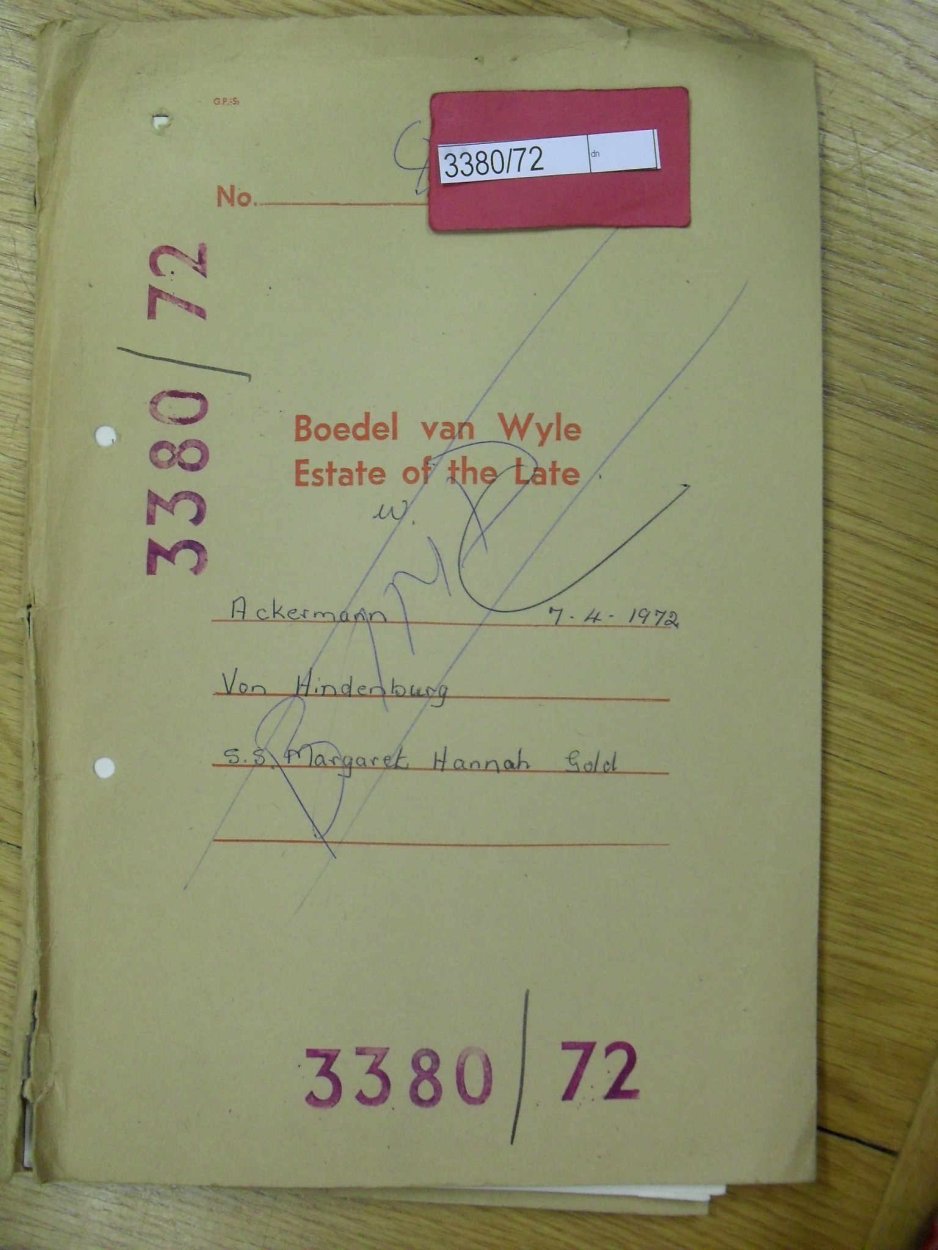 G.P.-S.
3380/72 dn
No.
3380/72
Boedel van Wyle
Estate of the Late
w.
Ackermann 7-4-1972
Von Hindenburg
s.s. Margaret Hannah Gold
3380/72